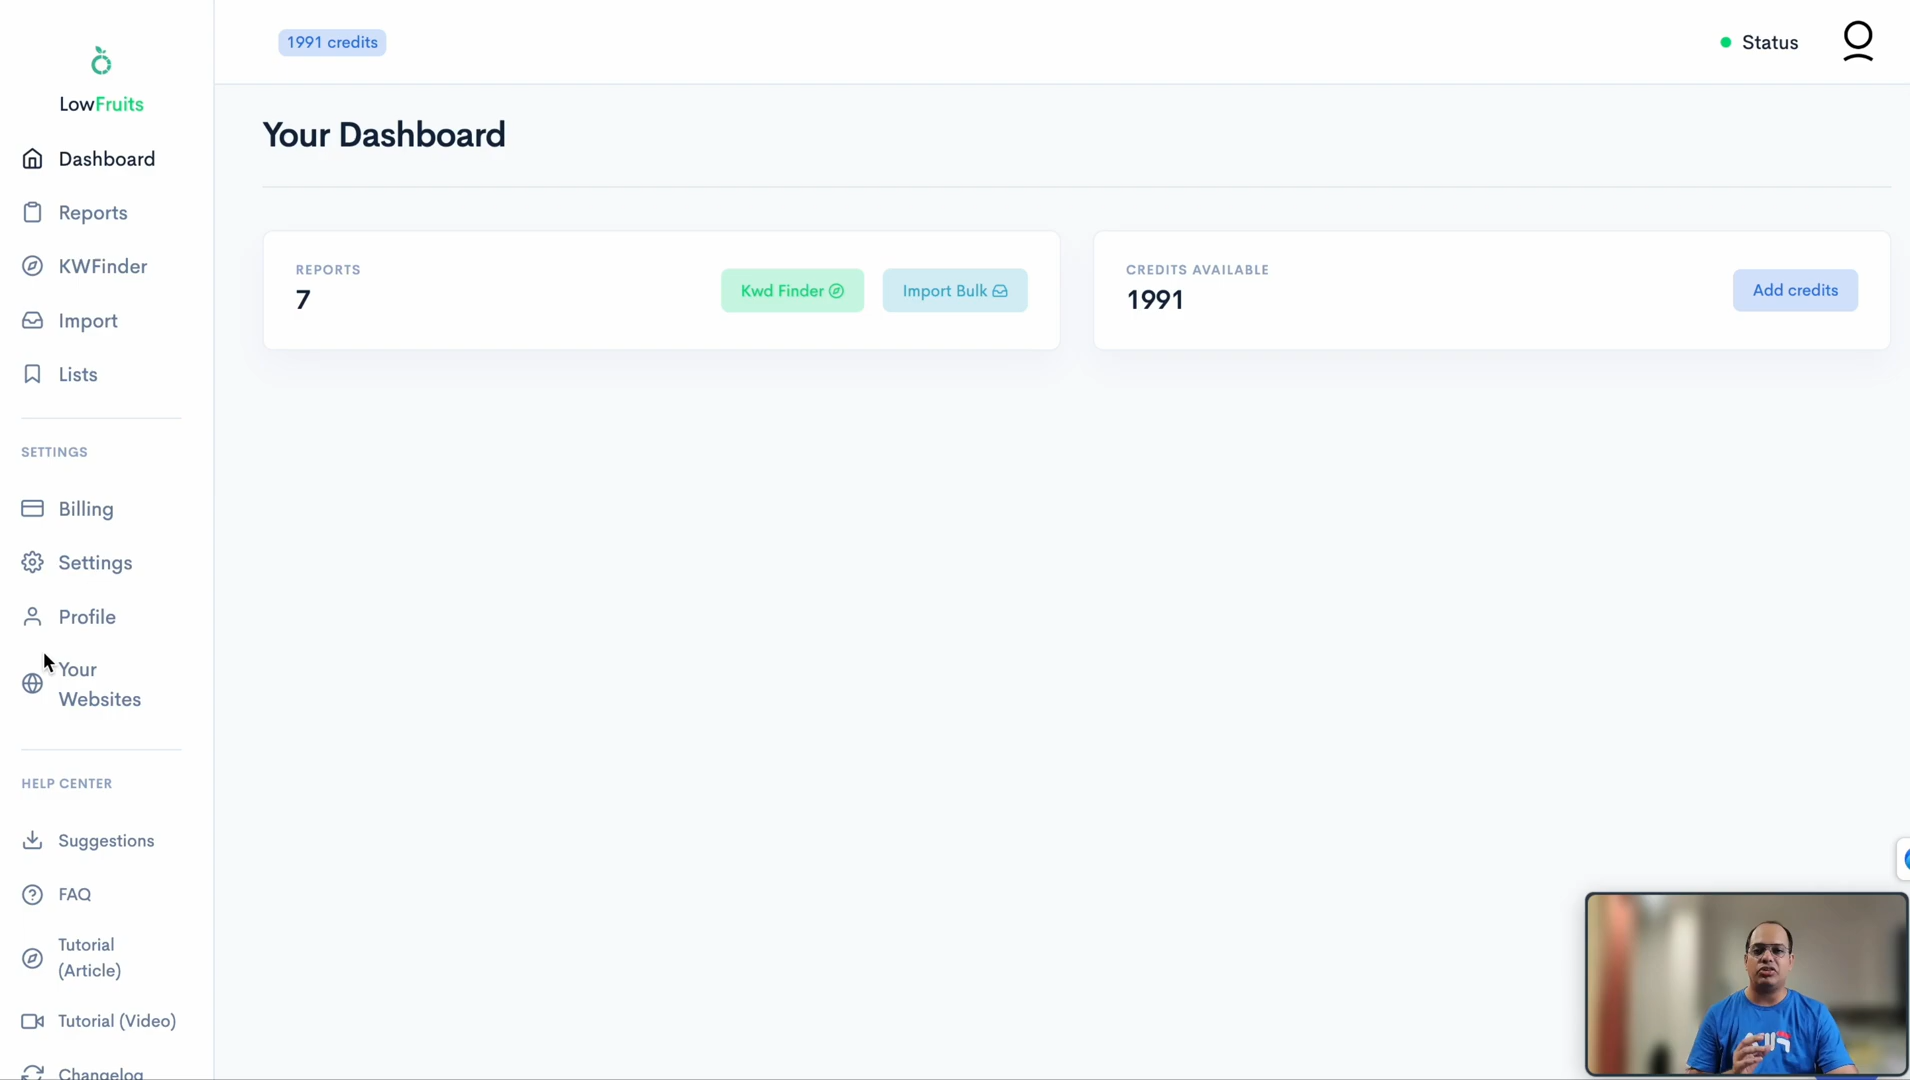 1991 credits
Status
LowFruits
Dashboard
Reports
KWFinder
Import
Lists
SETTINGS
Billing
Settings
Profile
Your
Websites
HELP CENTER
Suggestions
FAQ
Tutorial
(Article)
Tutorial (Video)
Changelog
Your Dashboard
REPORTS
7
Kwd Finder
Import Bulk
CREDITS AVAILABLE
1991
Add credits